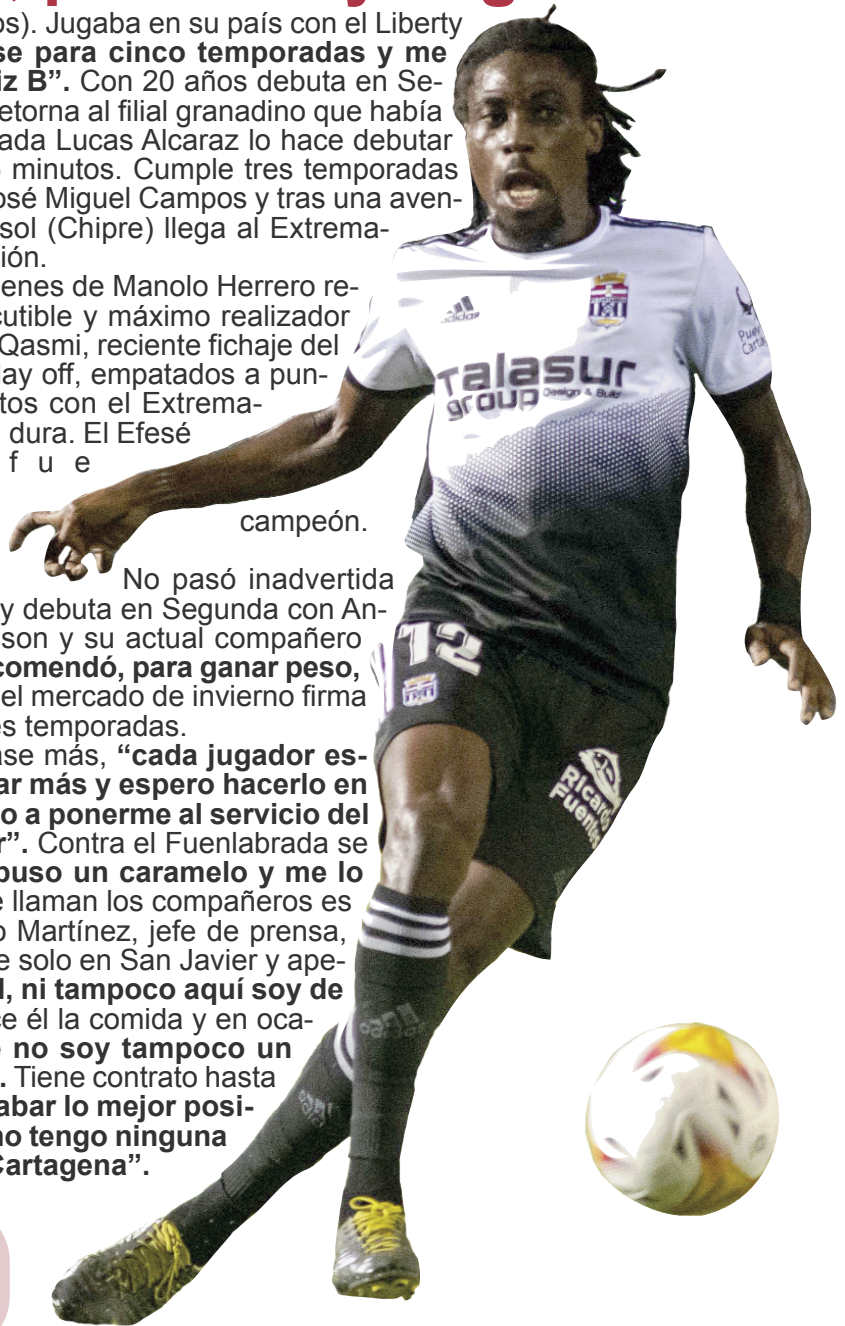 os). Jugaba en su país con el Liberty
se para cinco temporadas y me
iz B”. Con 20 años debuta en Se-
etorna al filial granadino que había
ada Lucas Alcaraz lo hace debutar
minutos. Cumple tres temporadas
osé Miguel Campos y tras una aven-
sol (Chipre) llega al Extrema-
ión.
enes de Manolo Herrero re-
cutible y máximo realizador
Qasmi, reciente fichaje del
lay off, empatados a pun-
tos con el Extrema-
dura. El Efesé
f u e
campeón.
No pasó inadvertida
y debuta en Segunda con An-
sson y su actual compañero
comendó, para ganar peso,
el mercado de invierno firma
es temporadas.
ase más, “cada jugador es-
ar más y espero hacerlo en
o a ponerme al servicio del
r”. Contra el Fuenlabrada se
puso un caramelo y me lo
e llaman los compañeros es
o Martínez, jefe de prensa,
e solo en San Javier y ape-
l, ni tampoco aquí soy de
ce él la comida y en oca-
e no soy tampoco un
. Tiene contrato hasta
abar lo mejor posi-
no tengo ninguna
Cartagena”.
adidas
talasur
group Design & Build
12
Ricardo
Fuentes
adidas